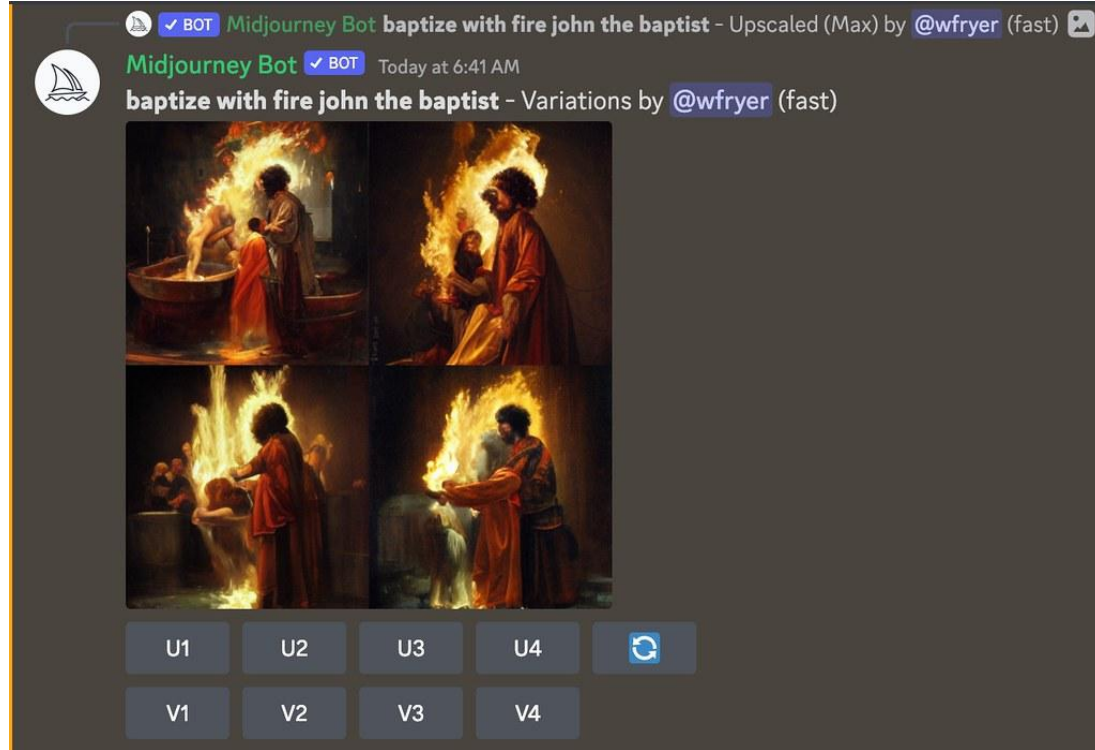 ✓ BOT Midjourney Bot baptize with fire john the baptist - Upscaled (Max) by @wfryer (fast)
Midjourney Bot ✓ BOT Today at 6:41 AM
baptize with fire john the baptist - Variations by @wfryer (fast)
U1 U2 U3 U4
V1 V2 V3 V4